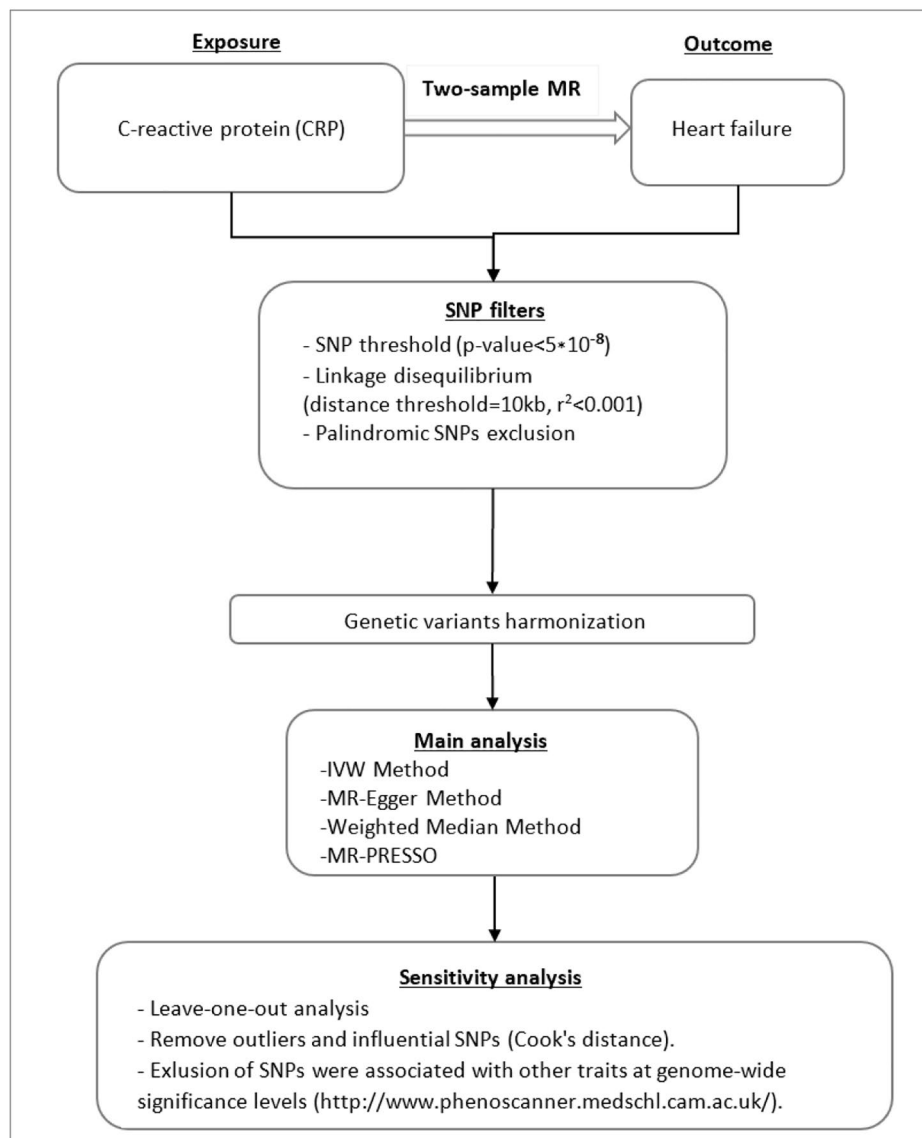 Exposure
Outcome
Two-sample MR
C-reactive protein (CRP)
Heart failure
SNP filters
- SNP threshold (p-value<5*10⁻⁸)
- Linkage disequilibrium
(distance threshold=10kb, r²<0.001)
- Palindromic SNPs exclusion
Genetic variants harmonization
Main analysis
-IVW Method
-MR-Egger Method
-Weighted Median Method
-MR-PRESSO
Sensitivity analysis
- Leave-one-out analysis
- Remove outliers and influential SNPs (Cook's distance).
- Exlusion of SNPs were associated with other traits at genome-wide
significance levels (http://www.phenoscanner.medschl.cam.ac.uk/).